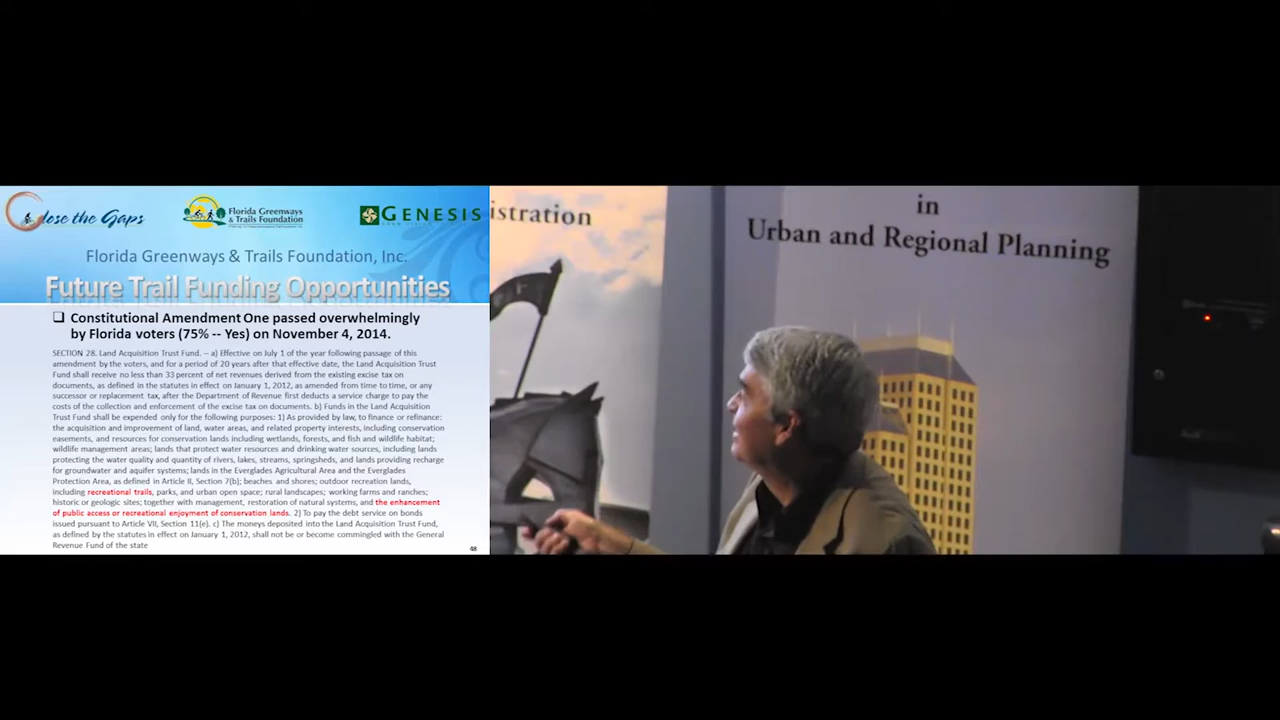 Close the Gaps
Florida Greenways
& Trails Foundation
GENESIS
Florida Greenways & Trails Foundation, Inc.
Future Trail Funding Opportunities
❑ Constitutional Amendment One passed overwhelmingly
by Florida voters (75% -- Yes) on November 4, 2014.
SECTION 28. Land Acquisition Trust Fund. – a) Effective on July 1 of the year following passage of this
amendment by the voters, and for a period of 20 years after that effective date, the Land Acquisition Trust
Fund shall receive no less than 33 percent of net revenues derived from the existing excise tax on
documents, as defined in the statutes in effect on January 1, 2012, as amended from time to time, or any
successor or replacement tax, after the Department of Revenue first deducts a service charge to pay the
costs of the collection and enforcement of the excise tax on documents. b) Funds in the Land Acquisition
Trust Fund shall be expended only for the following purposes: 1) As provided by law, to finance or refinance:
the acquisition and improvement of land, water areas, and related property interests, including conservation
easements, and resources for conservation lands including wetlands, forests, and fish and wildlife habitat;
wildlife management areas; lands that protect water resources and drinking water sources, including lands
protecting the water quality and quantity of rivers, lakes, streams, springsheds, and lands providing recharge
for groundwater and aquifer systems; lands in the Everglades Agricultural Area and the Everglades
Protection Area, as defined in Article II, Section 7(b); beaches and shores; outdoor recreation lands,
including recreational trails, parks, and urban open space; rural landscapes; working farms and ranches;
historic or geologic sites; together with management, restoration of natural systems, and the enhancement
of public access or recreational enjoyment of conservation lands. 2) To pay the debt service on bonds
issued pursuant to Article VII, Section 11(e). c) The moneys deposited into the Land Acquisition Trust Fund,
as defined by the statutes in effect on January 1, 2012, shall not be or become commingled with the General
Revenue Fund of the state
48
istration
in
Urban and Regional Planning